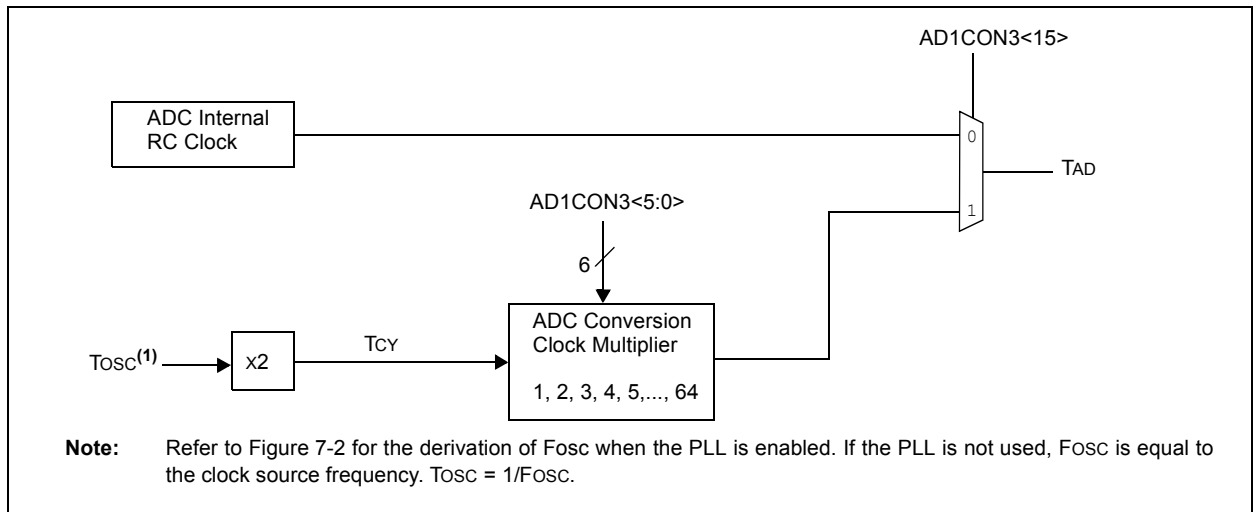 AD1CON3<15>
ADC Internal
RC Clock
0
TAD
AD1CON3<5:0>
1
6
ADC Conversion
Clock Multiplier
TOSC(1)
X2
TCY
1, 2, 3, 4, 5,..., 64
Note: Refer to Figure 7-2 for the derivation of Fosc when the PLL is enabled. If the PLL is not used, FOSC is equal to
the clock source frequency. TOSC = 1/FOSC.